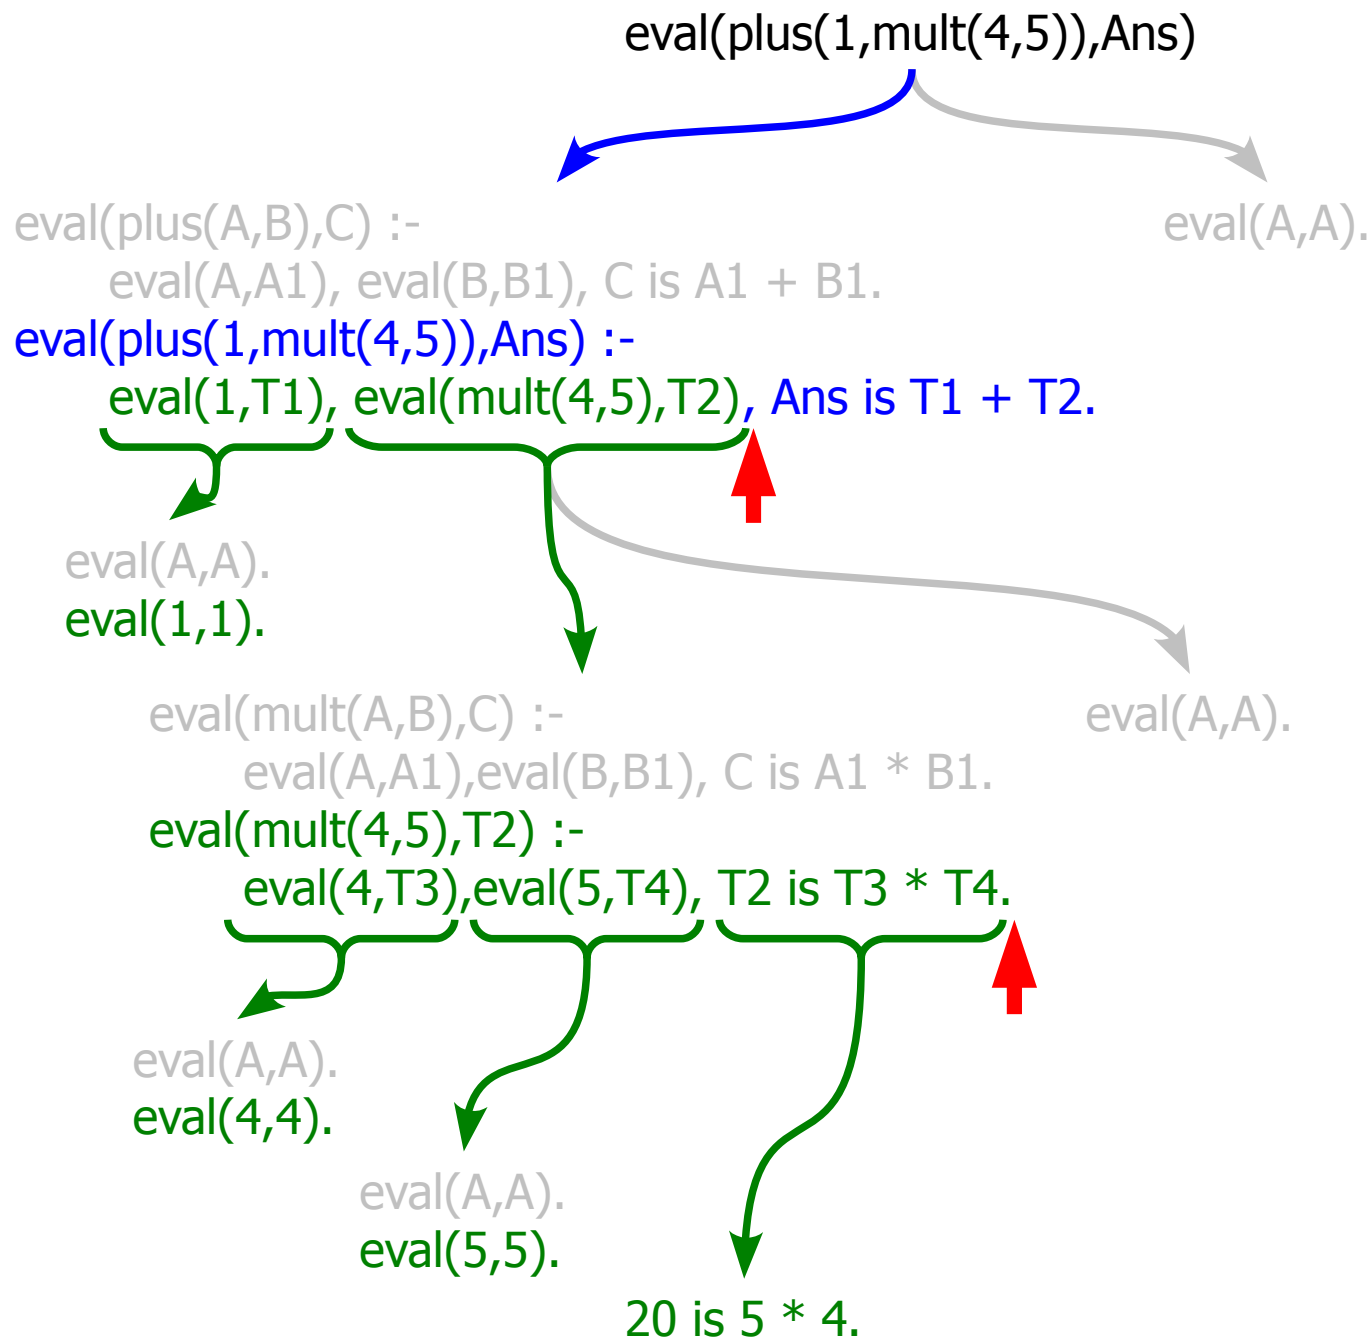 eval(plus(1,mult(4,5)),Ans)
eval(plus(A,B),C) :-
eval(A,A).
eval(A,A1), eval(B,B1), C is A1 + B1.
eval(plus(1,mult(4,5)),Ans) :-
eval(1,T1), eval(mult(4,5),T2), Ans is T1 + T2.
eval(A,A).
eval(1,1).
eval(mult(A,B),C) :-
eval(A,A).
eval(A,A1),eval(B,B1), C is A1 * B1.
eval(mult(4,5),T2) :-
eval(4,T3),eval(5,T4), T2 is T3 * T4.
eval(A,A).
eval(4,4).
eval(A,A).
eval(5,5).
20 is 5 * 4.